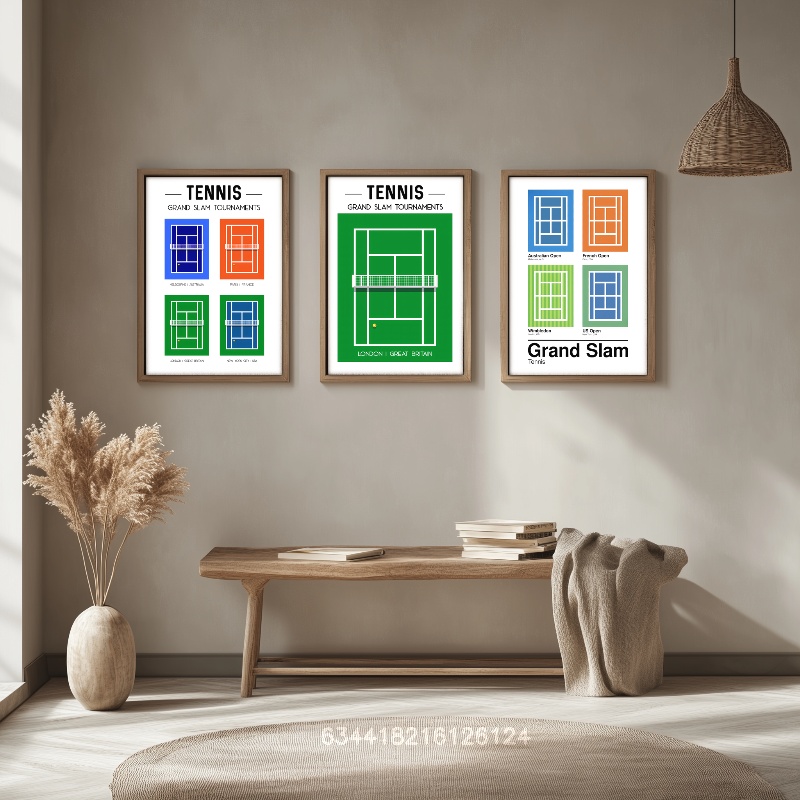 TENNIS
GRAND SLAM TOURNAMENTS
TENNIS
GRAND SLAM TOURNAMENTS
LONDON | GREAT BRITAIN
Australian Open
French Open
Wimbledon
US Open
Grand Slam
Tennis
634418216126124